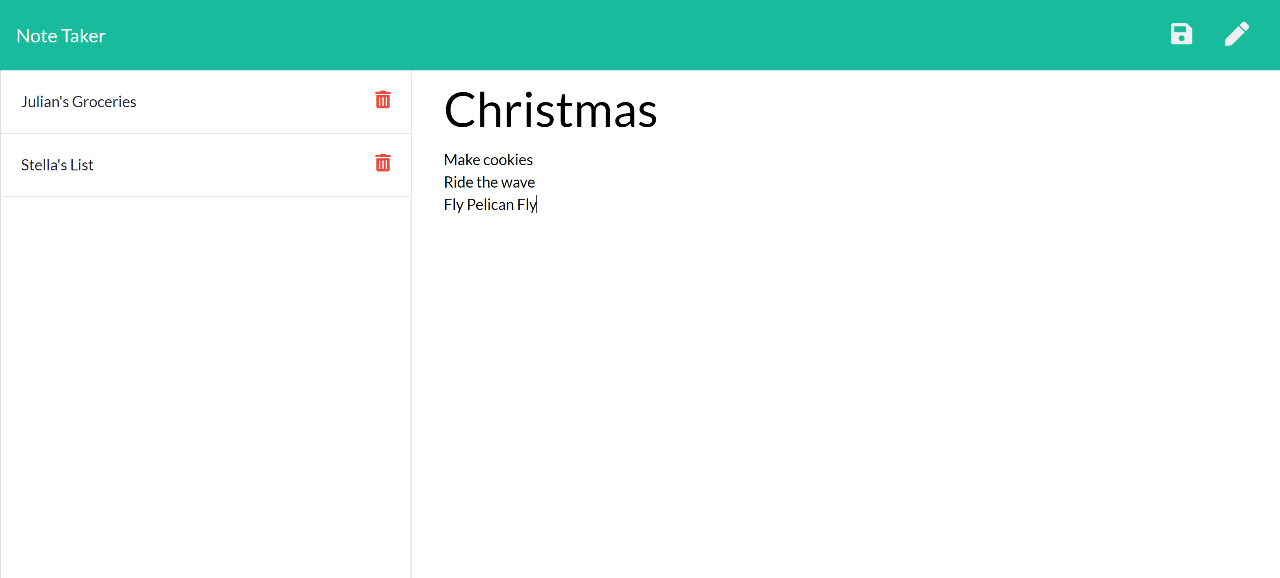 Note Taker
Julian's Groceries
Stella's List
Christmas
Make cookies
Ride the wave
Fly Pelican Fly